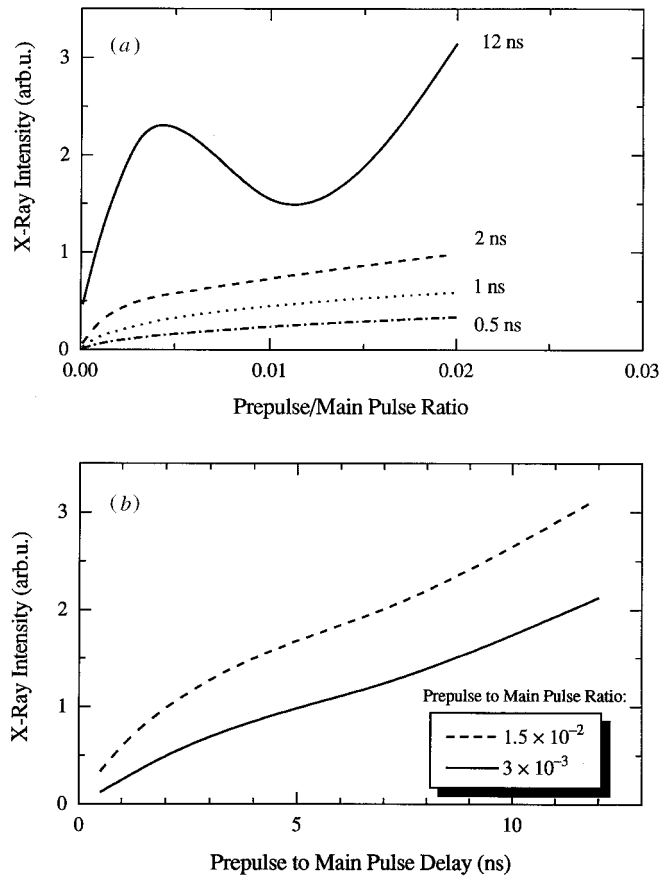 (a)
X-Ray Intensity (arb.u.)
3
2
1
0
12 ns
2 ns
1 ns
0.5 ns
0.00
0.01
0.02
0.03
Prepulse/Main Pulse Ratio
(b)
X-Ray Intensity (arb.u.)
3
2
1
0
Prepulse to Main Pulse Ratio:
1.5 × 10⁻²
3 × 10⁻³
0
5
10
Prepulse to Main Pulse Delay (ns)